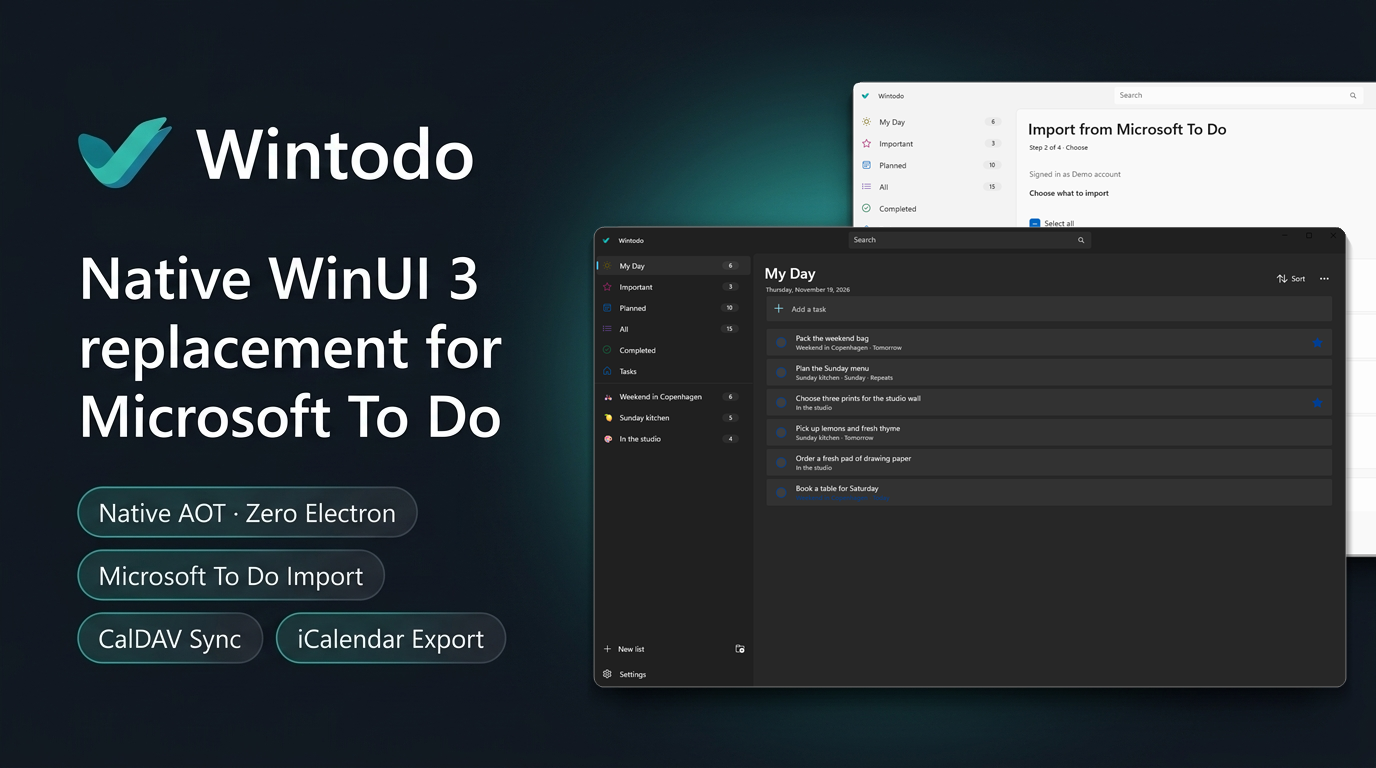 Wintodo
Native WinUI 3
replacement for
Microsoft To Do
Native AOT · Zero Electron
Microsoft To Do Import
CalDAV Sync
iCalendar Export
Wintodo
Search
My Day 6
Important 3
Planned 10
All 15
Completed
Import from Microsoft To Do
Step 2 of 4 · Choose
Signed in as Demo account
Choose what to import
Select all
Wintodo
Search
My Day 6
Important 3
Planned 10
All 15
Completed
Tasks
Weekend in Copenhagen 6
Sunday kitchen 5
In the studio 4
New list
Settings
My Day
Thursday, November 19, 2026
Sort
Add a task
Pack the weekend bag
Weekend in Copenhagen · Tomorrow
Plan the Sunday menu
Sunday kitchen · Sunday · Repeats
Choose three prints for the studio wall
In the studio
Pick up lemons and fresh thyme
Sunday kitchen · Tomorrow
Order a fresh pad of drawing paper
In the studio
Book a table for Saturday